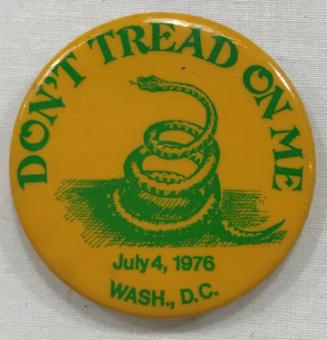 DON'T TREAD ON ME
July 4, 1976
WASH., D.C.